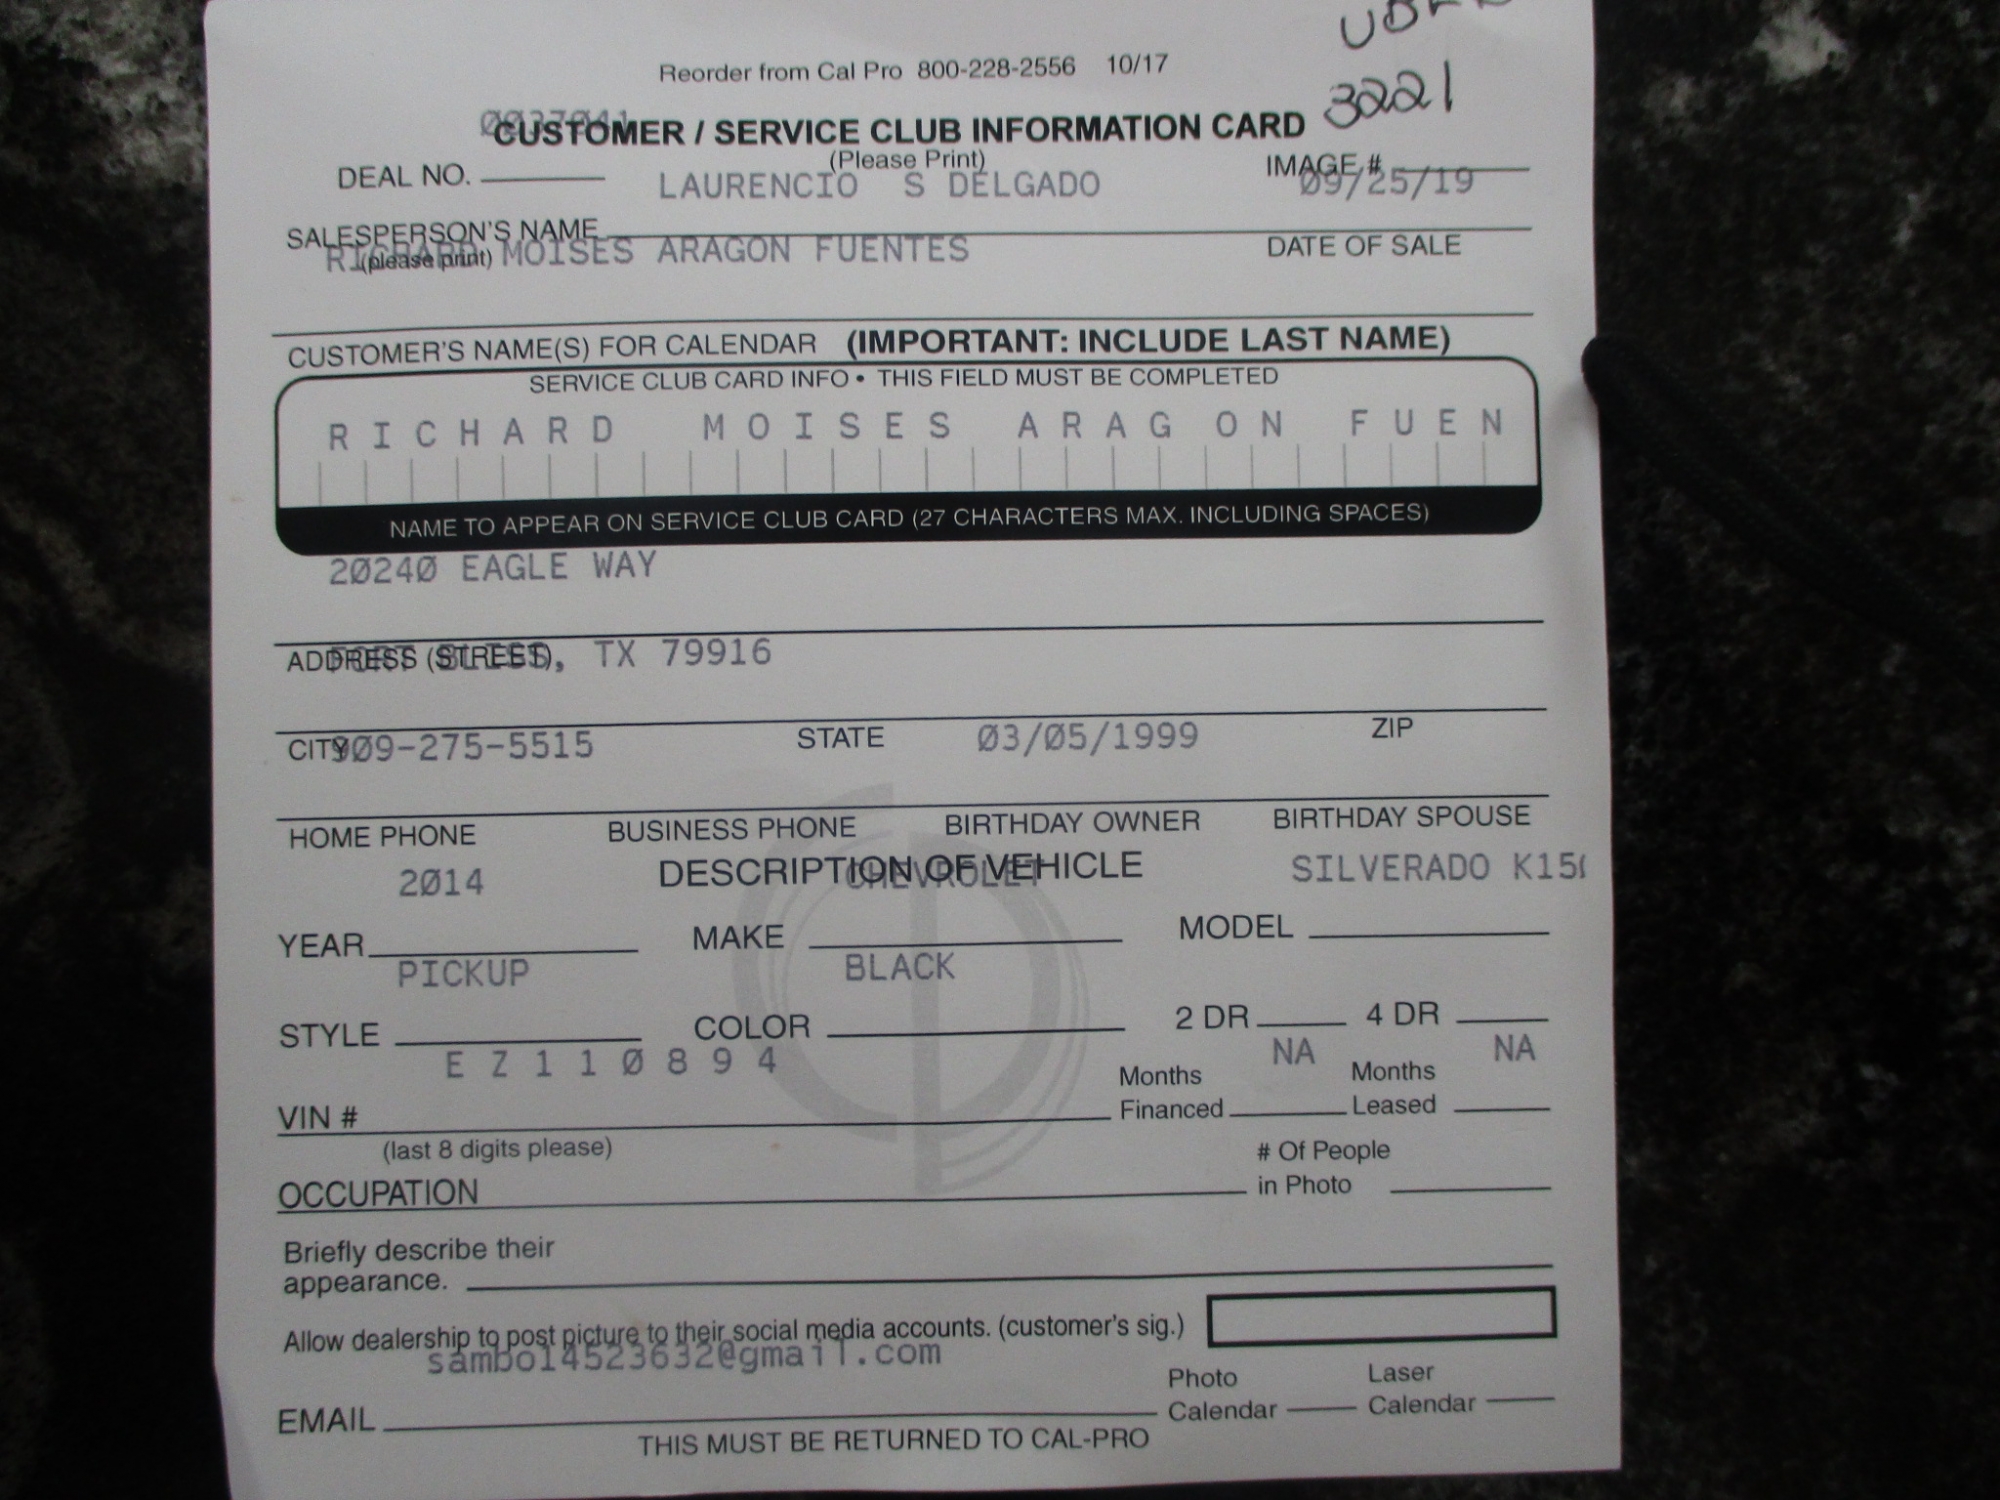 Reorder from Cal Pro 800-228-2556 10/17
3221
CUSTOMER / SERVICE CLUB INFORMATION CARD
(Please Print)
DEAL NO. LAURENCIO S DELGADO IMAGE # 09/25/19
SALESPERSON'S NAME DATE OF SALE
(please print) RICHARD MOISES ARAGON FUENTES
CUSTOMER'S NAME(S) FOR CALENDAR (IMPORTANT: INCLUDE LAST NAME)
SERVICE CLUB CARD INFO • THIS FIELD MUST BE COMPLETED
RICHARD MOISES ARAGON FUEN
NAME TO APPEAR ON SERVICE CLUB CARD (27 CHARACTERS MAX. INCLUDING SPACES)
20240 EAGLE WAY
ADDRESS (STREET) TX 79916
CITY 909-275-5515 STATE 03/05/1999 ZIP
HOME PHONE BUSINESS PHONE BIRTHDAY OWNER BIRTHDAY SPOUSE
DESCRIPTION OF VEHICLE
2014 CHEVROLET SILVERADO K150
YEAR MAKE MODEL
PICKUP BLACK
STYLE COLOR 2 DR 4 DR
EZ110894 NA NA
VIN # Months Financed Months Leased
(last 8 digits please)
OCCUPATION # Of People in Photo
Briefly describe their
appearance.
Allow dealership to post picture to their social media accounts. (customer's sig.)
sambo14523632@gmail.com
EMAIL Photo Calendar Laser Calendar
THIS MUST BE RETURNED TO CAL-PRO